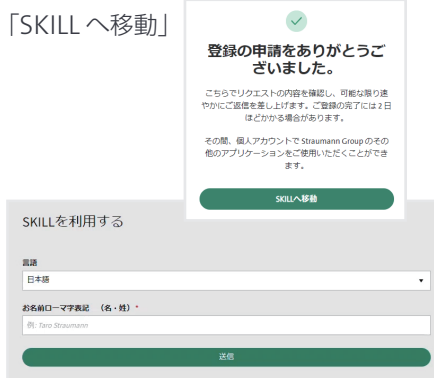 「SKILL へ移動」
登録の申請をありがとうご
ざいました。
こちらでリクエストの内容を確認し、可能な限り速
やかにご返信を差し上げます。ご登録の完了には2日
ほどかかる場合があります。
その間、個人アカウントで Straumann Group のその
他のアプリケーションをご使用いただくことができ
ます。
SKILLへ移動
SKILLを利用する
言語
日本語
お名前ローマ字表記 (名・姓) *
例: Taro Straumann
送信